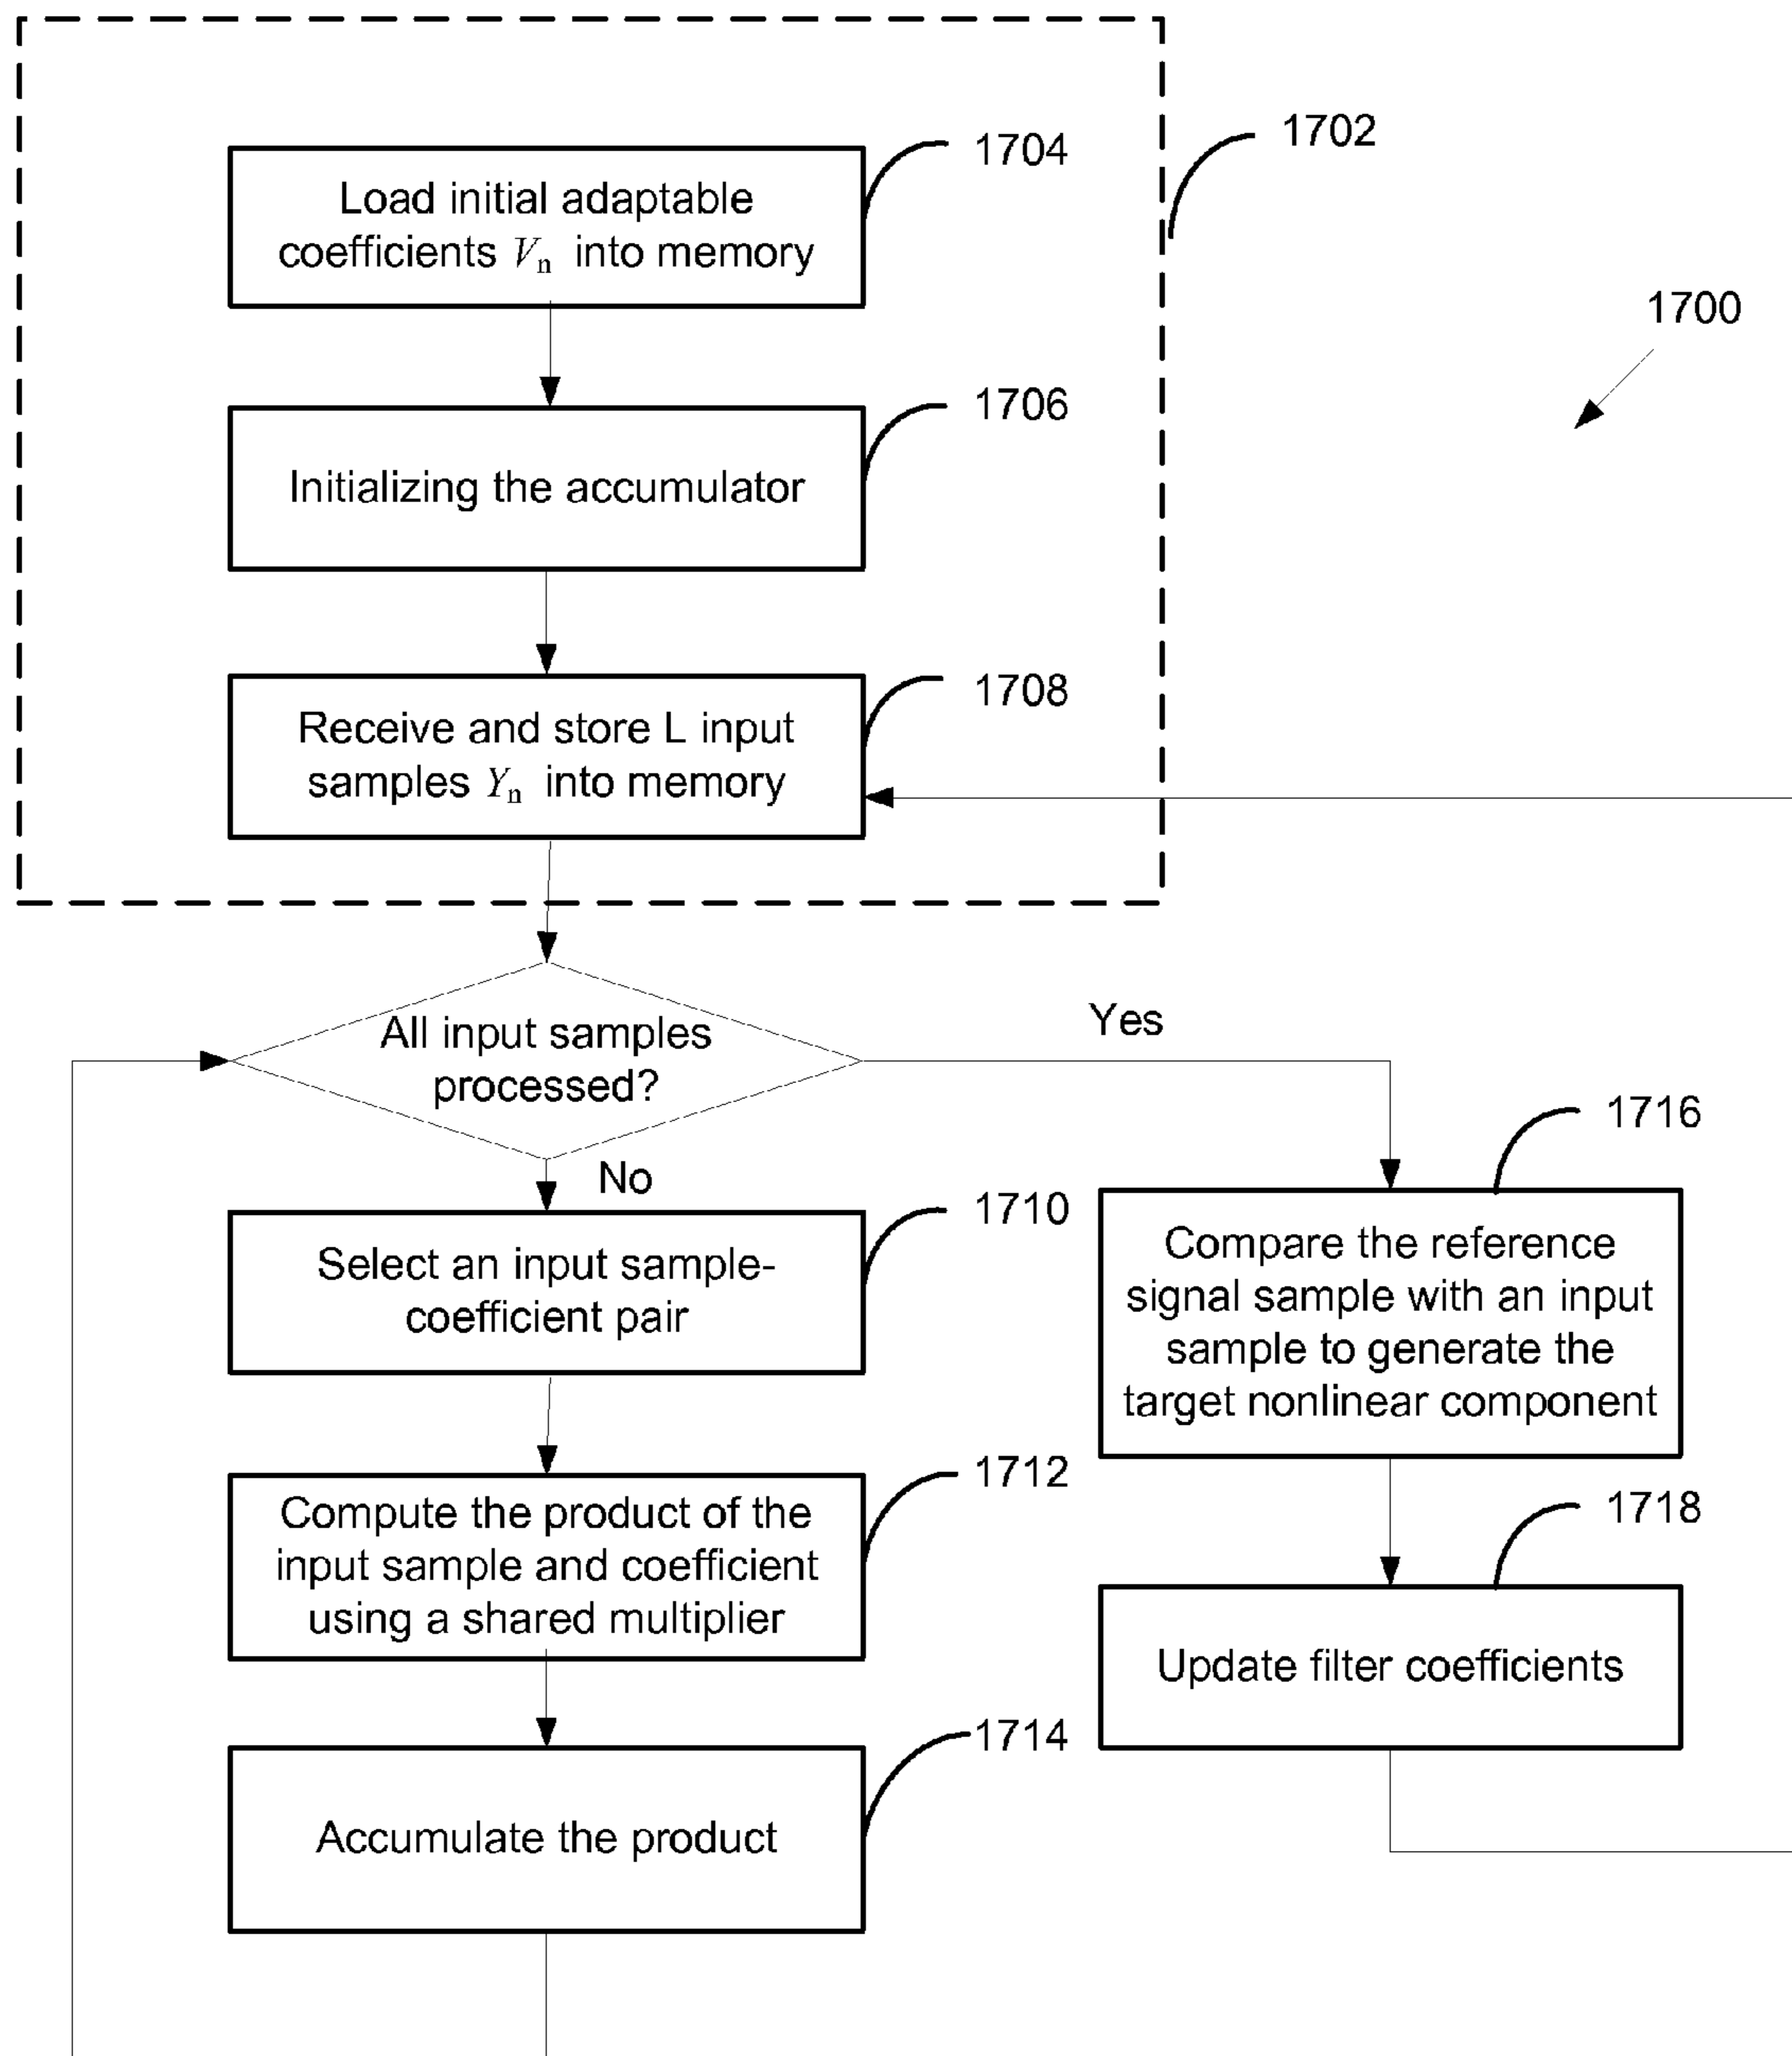 1702
1704
Load initial adaptable
coefficients Vn into memory
1700
1706
Initializing the accumulator
1708
Receive and store L input
samples Yn into memory
All input samples
processed?
Yes
No
1710
Select an input sample-
coefficient pair
1712
Compute the product of the
input sample and coefficient
using a shared multiplier
1714
Accumulate the product
1716
Compare the reference
signal sample with an input
sample to generate the
target nonlinear component
1718
Update filter coefficients